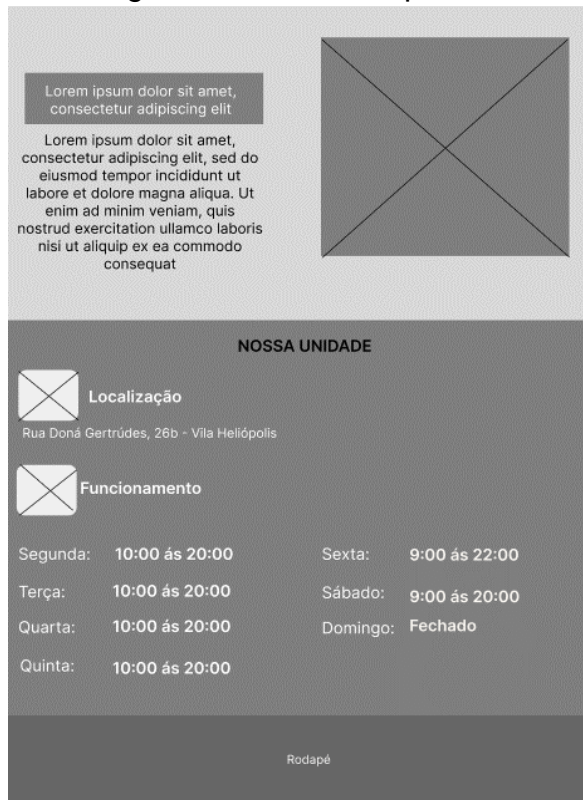 Lorem ipsum dolor sit amet,
consectetur adipiscing elit
Lorem ipsum dolor sit amet,
consectetur adipiscing elit, sed do
eiusmod tempor incididunt ut
labore et dolore magna aliqua. Ut
enim ad minim veniam, quis
nostrud exercitation ullamco laboris
nisi ut aliquip ex ea commodo
consequat
NOSSA UNIDADE
Localização
Rua Doná Gertrúdes, 26b - Vila Heliópolis
Funcionamento
Segunda: 10:00 ás 20:00
Terça: 10:00 ás 20:00
Quarta: 10:00 ás 20:00
Quinta: 10:00 ás 20:00
Sexta: 9:00 ás 22:00
Sábado: 9:00 ás 20:00
Domingo: Fechado
Rodapé